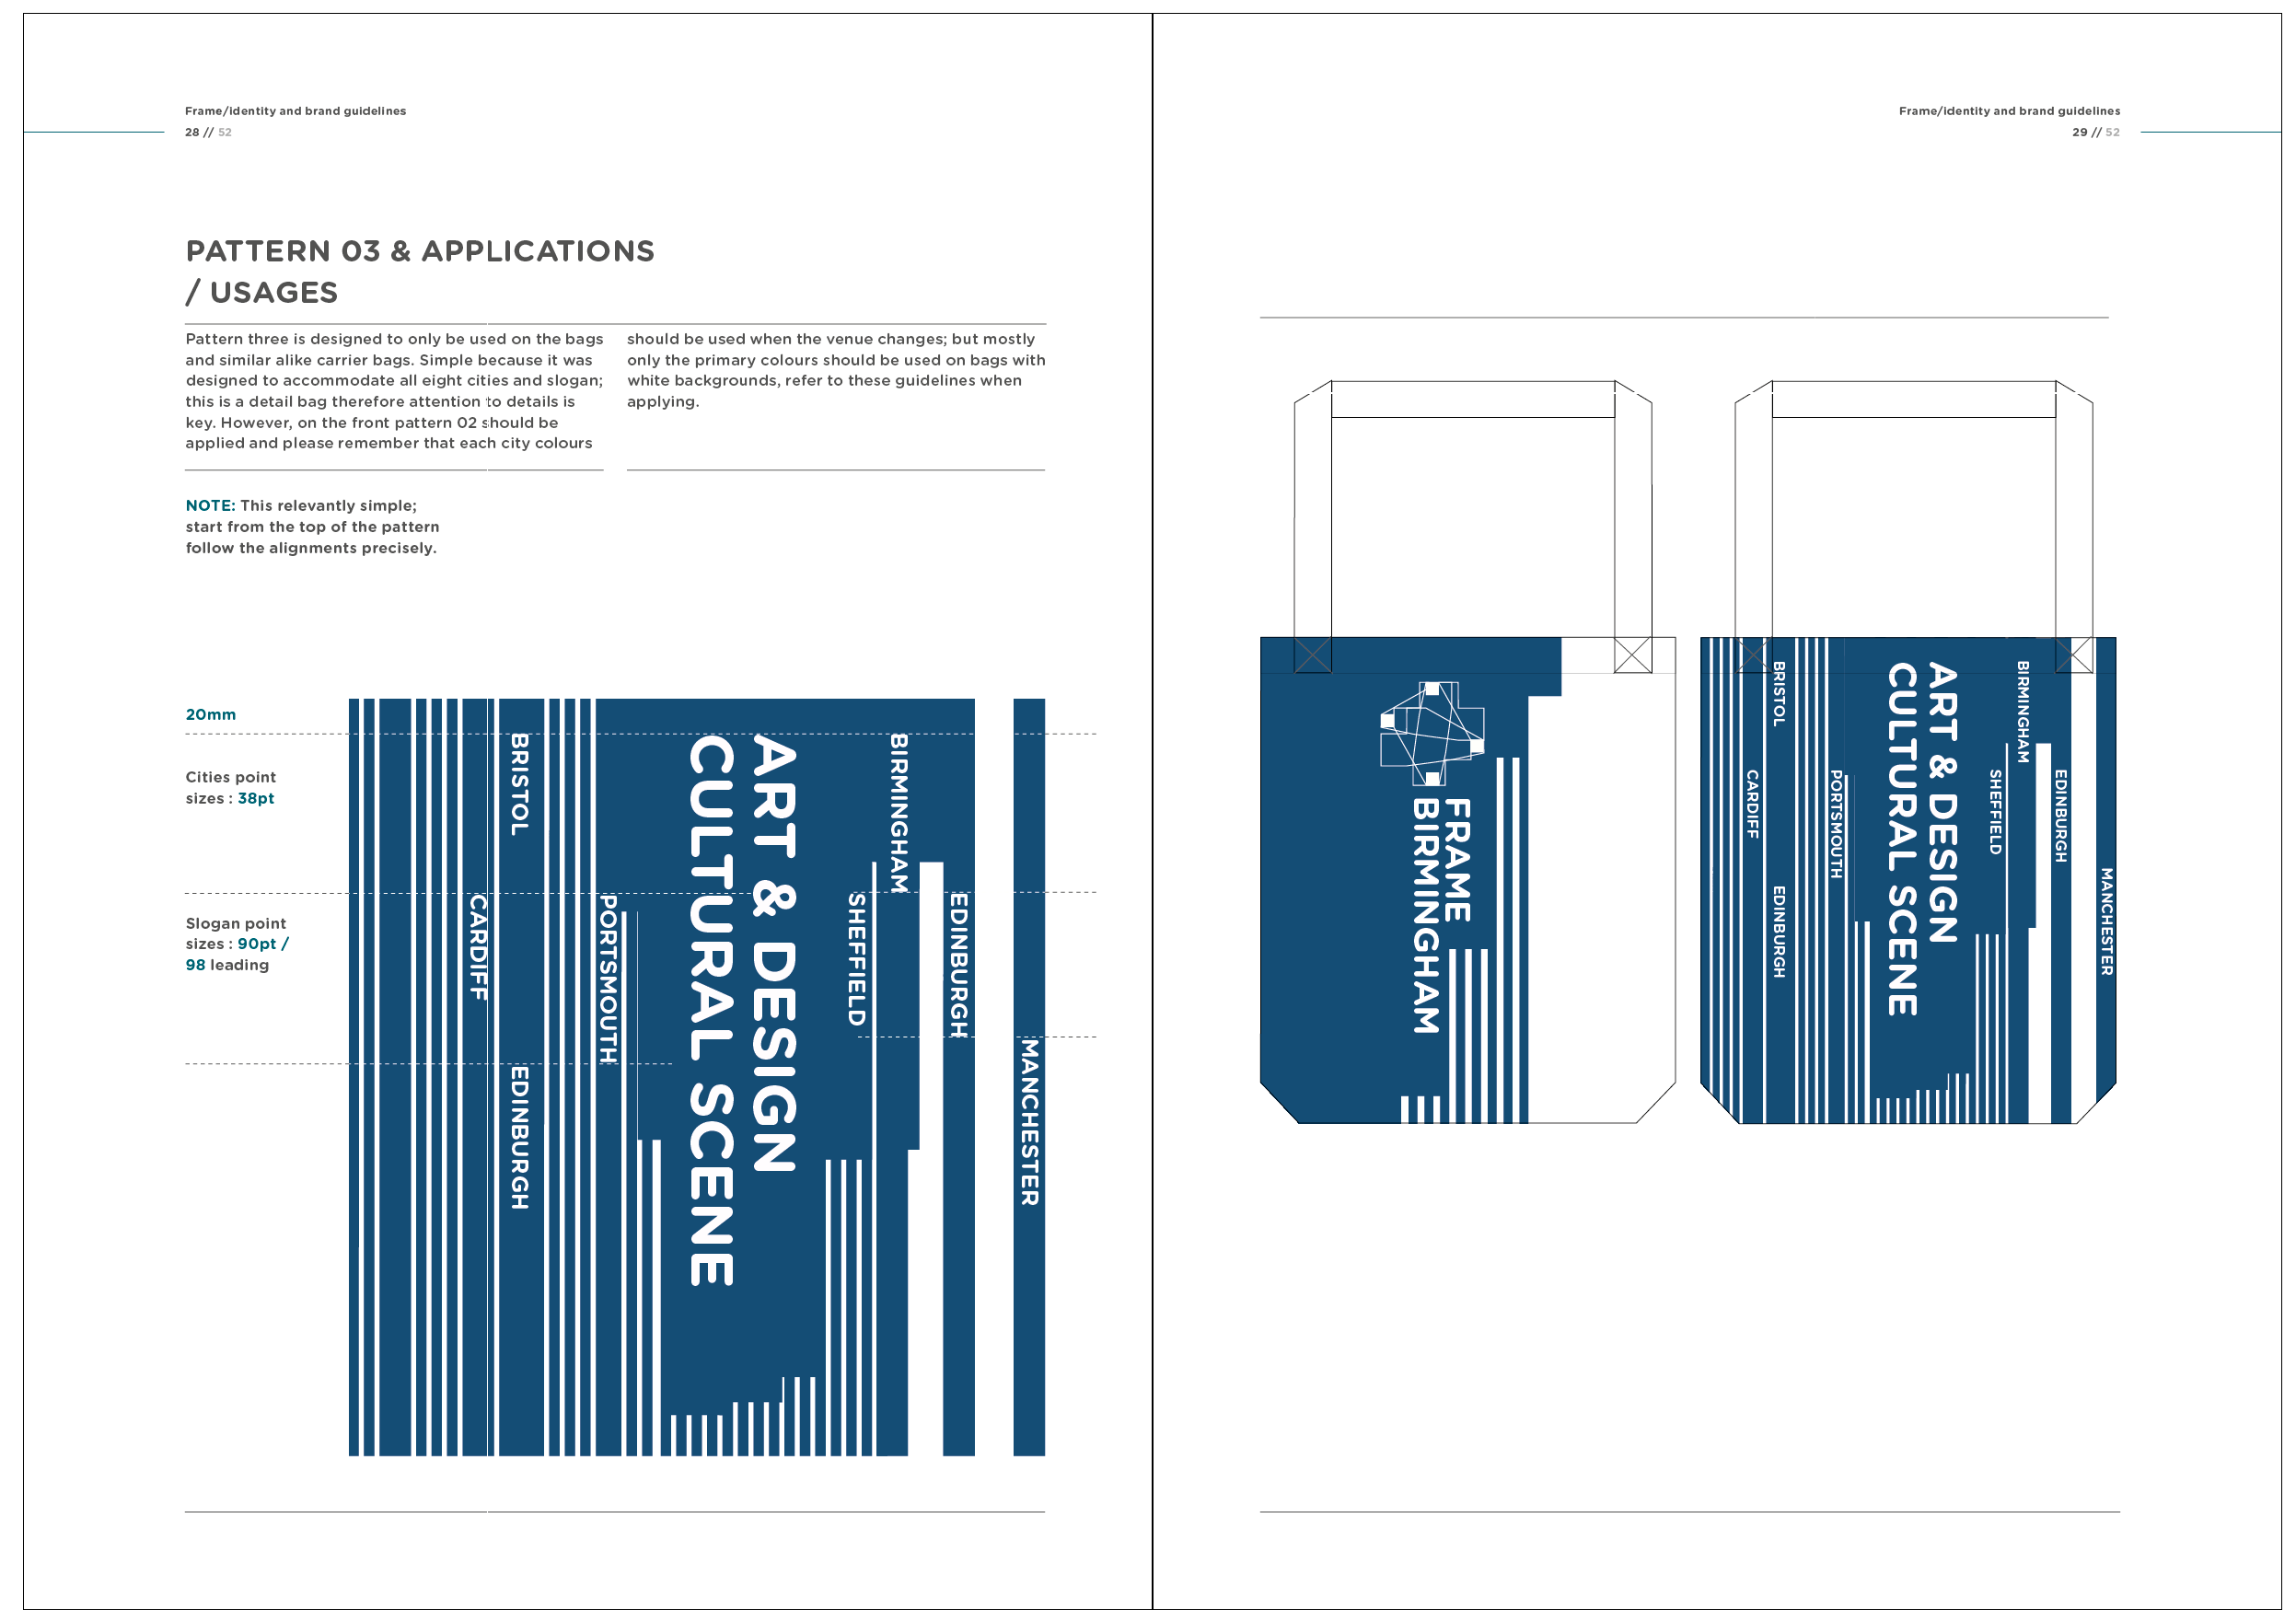 Frame/identity and brand guidelines
28 // 52
PATTERN 03 & APPLICATIONS
/ USAGES
Pattern three is designed to only be used on the bags
and similar alike carrier bags. Simple because it was
designed to accommodate all eight cities and slogan;
this is a detail bag therefore attention to details is
key. However, on the front pattern 02 should be
applied and please remember that each city colours
should be used when the venue changes; but mostly
only the primary colours should be used on bags with
white backgrounds, refer to these guidelines when
applying.
NOTE: This relevantly simple;
start from the top of the pattern
follow the alignments precisely.
20mm
Cities point
sizes : 38pt
Slogan point
sizes : 90pt /
98 leading
CARDIFF
BRISTOL
EDINBURGH
PORTSMOUTH
ART & DESIGN
CULTURAL SCENE
SHEFFIELD
BIRMINGHAM
EDINBURGH
MANCHESTER
Frame/identity and brand guidelines
29 // 52
FRAME
BIRMINGHAM
CARDIFF
BRISTOL
EDINBURGH
PORTSMOUTH
ART & DESIGN
CULTURAL SCENE
SHEFFIELD
BIRMINGHAM
EDINBURGH
MANCHESTER